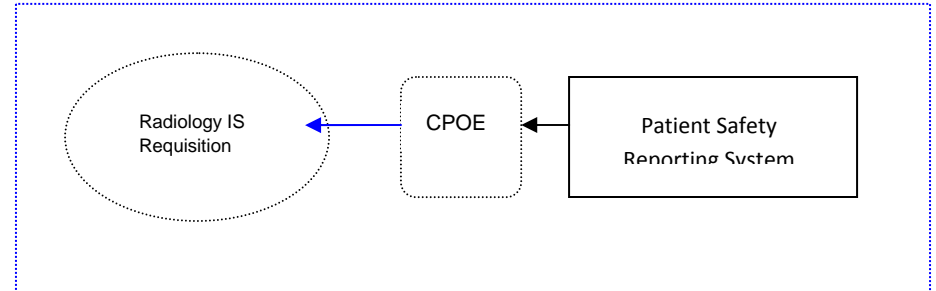 Radiology IS
Requisition
CPOE
Patient Safety
Reporting System